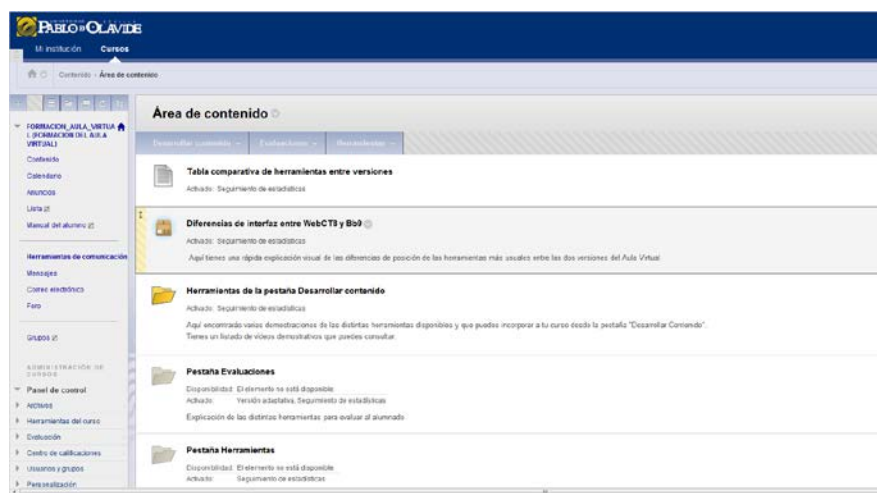 PABLO DE OLAVIDE
Mi institución Cursos
Contenido Área de contenido
Área de contenido
Desarrollar contenido Evaluaciones Herramientas
FORMACION_AULA_VIRTUA
L (FORMACION DEL AULA
VIRTUAL)
Contenido
Calendario
Anuncios
Lista
Manual del alumno
Herramientas de comunicación
Mensajes
Correo electrónico
Foro
Grupos
ADMINISTRACIÓN DE
CURSOS
Panel de control
Archivos
Herramientas del curso
Evaluación
Centro de calificaciones
Usuarios y grupos
Personalización
Tabla comparativa de herramientas entre versiones
Activado: Seguimiento de estadísticas
Diferencias de interfaz entre WebCT8 y Bb9
Activado: Seguimiento de estadísticas
Aquí tienes una rápida explicación visual de las diferencias de posición de las herramientas más usuales entre las dos versiones del Aula Virtual
Herramientas de la pestaña Desarrollar contenido
Activado: Seguimiento de estadísticas
Aquí encontrarás varias demostraciones de las distintas herramientas disponibles y que puedes incorporar a tu curso desde la pestaña "Desarrollar Contenido".
Tienes un listado de vídeos demostrativos que puedes consultar.
Pestaña Evaluaciones
Disponibilidad: El elemento no está disponible
Activado: Versión adaptativa, Seguimiento de estadísticas
Explicación de las distintas herramientas para evaluar al alumnado
Pestaña Herramientas
Disponibilidad: El elemento no está disponible
Activado: Seguimiento de estadísticas